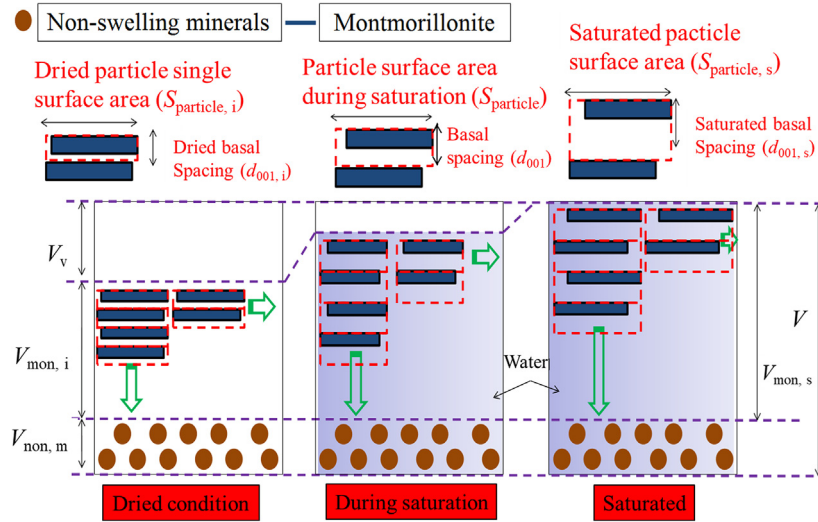 Non-swelling minerals
Montmorillonite
Dried particle single
surface area (Sparticle, i)
Particle surface area
during saturation (Sparticle)
Saturated pacticle
surface area (Sparticle, s)
Dried basal
Spacing (d001, i)
Basal
spacing (d001)
Saturated basal
Spacing (d001, s)
Vv
Vmon, i
Vnon, m
Water
V
Vmon, s
Dried condition
During saturation
Saturated